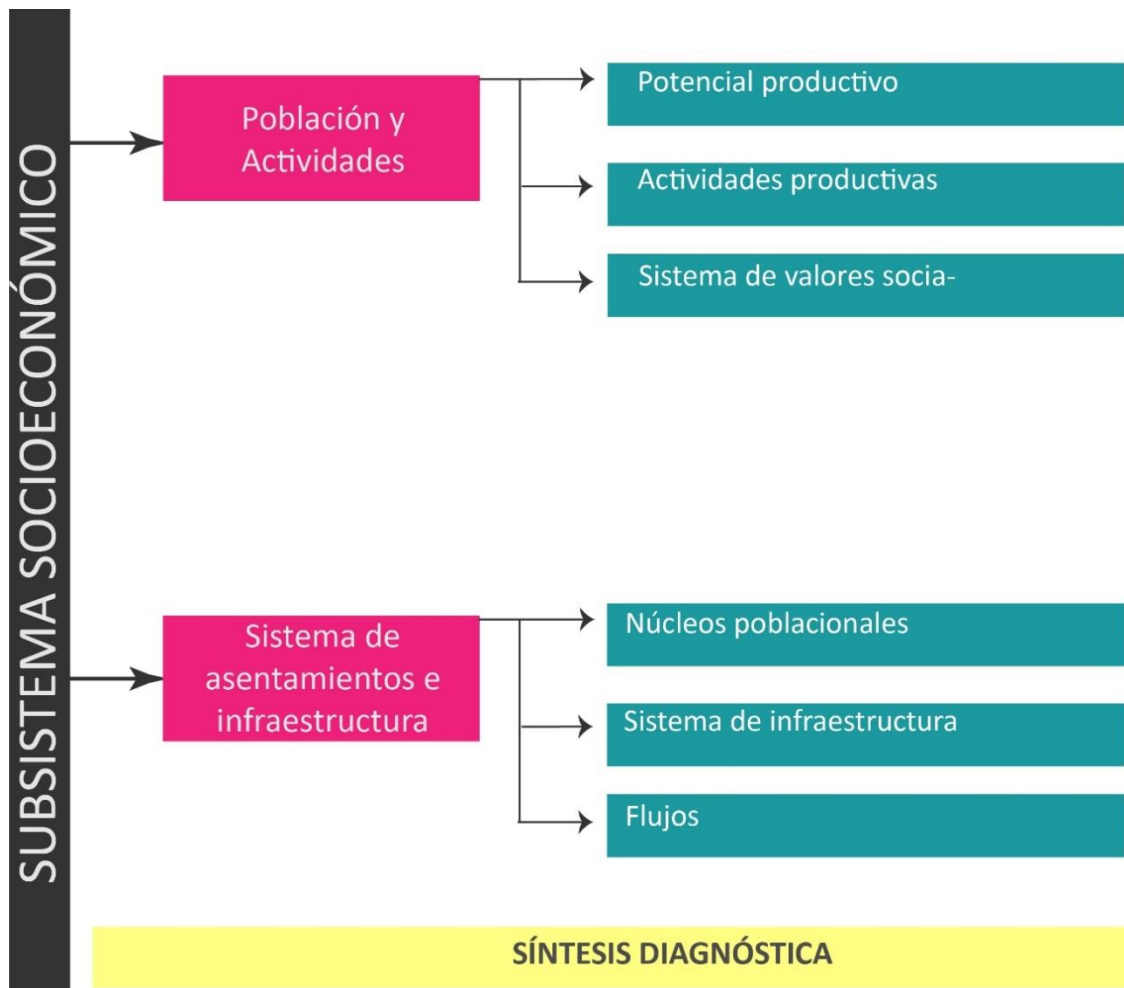 SUBSISTEMA SOCIOECONÓMICO
Población y
Actividades
Potencial productivo
Actividades productivas
Sistema de valores socia-
Sistema de
asentamientos e
infraestructura
Núcleos poblacionales
Sistema de infraestructura
Flujos
SÍNTESIS DIAGNÓSTICA